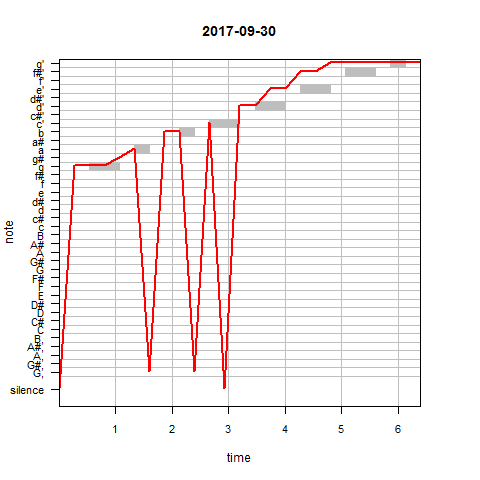 2017-09-30
note
g'
f#'
f'
e'
d#'
d'
c#'
c'
b
a#
a
g#
g
f#
f
e
d#
d
c#
c
B
A#
A
G#
G
F#
F
E
D#
D
C#
C
B,
A#,
A,
G#,
G,
silence
1 2 3 4 5 6
time